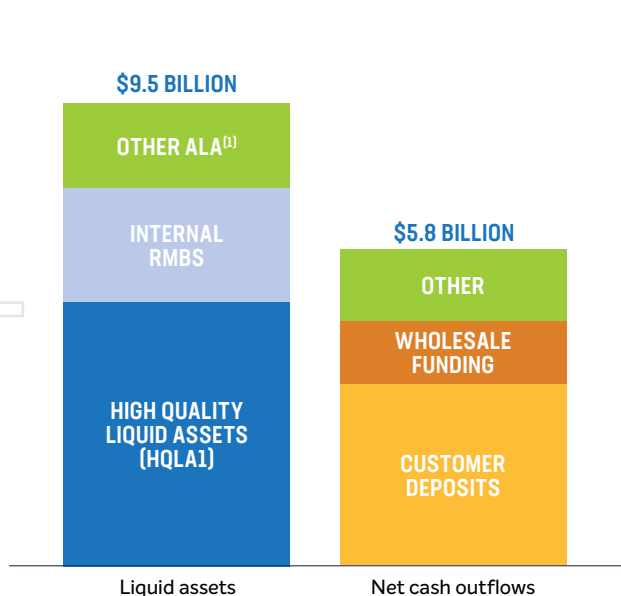 $9.5 BILLION
OTHER ALA(1)
INTERNAL
RMBS
HIGH QUALITY
LIQUID ASSETS
(HQLA1)
Liquid assets
$5.8 BILLION
OTHER
WHOLESALE
FUNDING
CUSTOMER
DEPOSITS
Net cash outflows